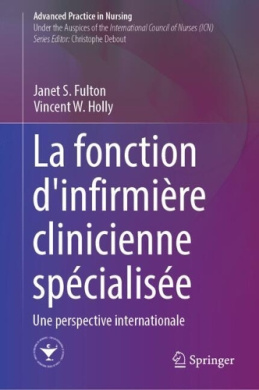 Advanced Practice in Nursing
Under the Auspices of the International Council of Nurses (ICN)
Series Editor: Christophe Debout
Janet S. Fulton
Vincent W. Holly
La fonction
d'infirmière
clinicienne
spécialisée
Une perspective internationale
Springer